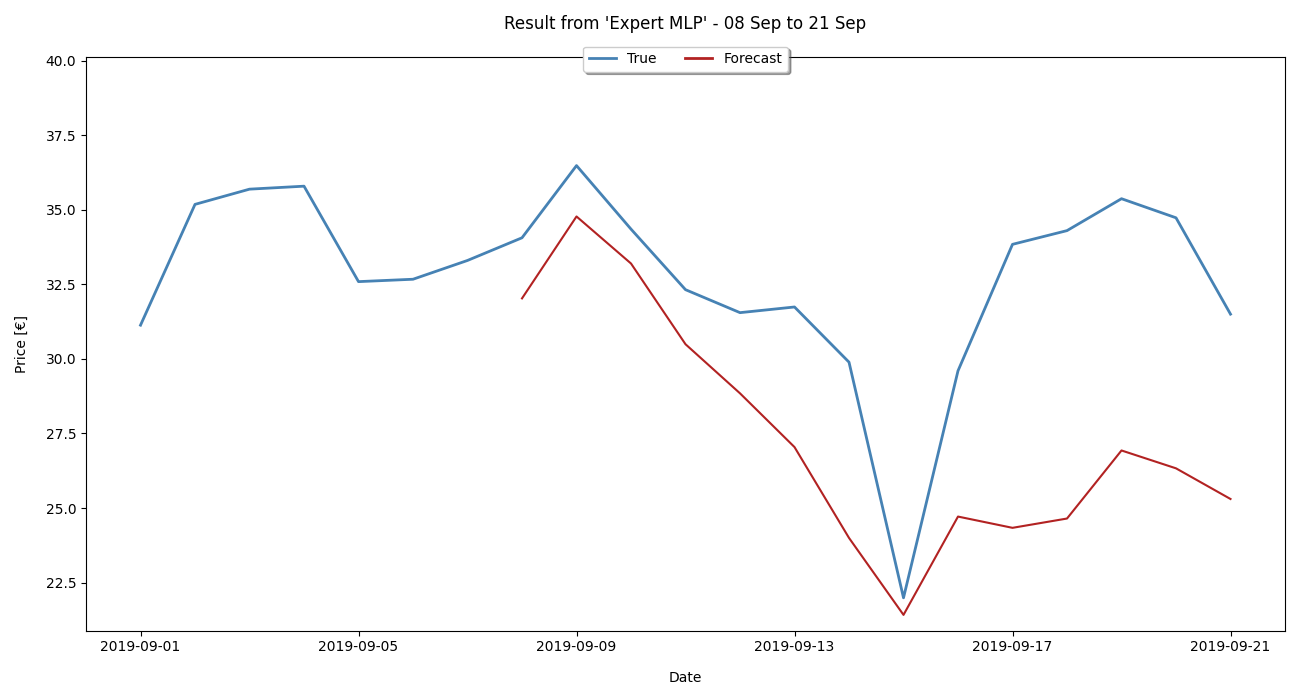 Result from 'Expert MLP' - 08 Sep to 21 Sep
True Forecast
40.0
37.5
35.0
32.5
30.0
27.5
25.0
22.5
Price [€]
2019-09-01 2019-09-05 2019-09-09 2019-09-13 2019-09-17 2019-09-21
Date